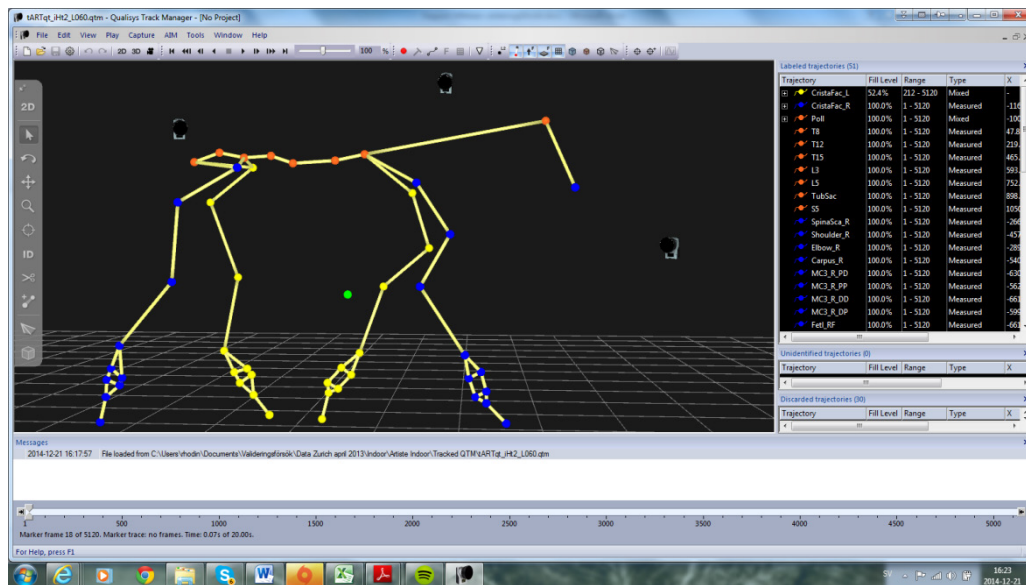 tARTqt_iHt2_L060.qtm - Qualisys Track Manager - [No Project]
File Edit View Play Capture AIM Tools Window Help
2D 3D 100 % F
2D
ID
Labeled trajectories (51)
Trajectory Fill Level Range Type X
CristaFac_L 52.4% 212 - 5120 Mixed -
CristaFac_R 100.0% 1 - 5120 Measured -116
Poll 100.0% 1 - 5120 Mixed -100
T8 100.0% 1 - 5120 Measured 47.8
T12 100.0% 1 - 5120 Measured 219.
T15 100.0% 1 - 5120 Measured 465.
L3 100.0% 1 - 5120 Measured 593.
L5 100.0% 1 - 5120 Measured 752.
TubSac 100.0% 1 - 5120 Measured 898.
S5 100.0% 1 - 5120 Measured 1050
SpinaSca_R 100.0% 1 - 5120 Measured -266
Shoulder_R 100.0% 1 - 5120 Measured -457
Elbow_R 100.0% 1 - 5120 Measured -289
Carpus_R 100.0% 1 - 5120 Measured -540
MC3_R_PD 100.0% 1 - 5120 Measured -630
MC3_R_PP 100.0% 1 - 5120 Measured -562
MC3_R_DD 100.0% 1 - 5120 Measured -661
MC3_R_DP 100.0% 1 - 5120 Measured -599
Fetl_RF 100.0% 1 - 5120 Measured -661
Unidentified trajectories (0)
Trajectory Fill Level Range Type X
Discarded trajectories (30)
Trajectory Fill Level Range Type X
Messages
2014-12-21 16:17:57 File loaded from C:\Users\rhodin\Documents\Valideringsförsök\Data Zurich april 2013\Indoor\Artiste Indoor\Tracked QTM\tARTqt_iHt2_L060.qtm
1 500 1000 1500 2000 2500 3000 3500 4000 4500 5000
Marker frame 18 of 5120. Marker trace: no frames. Time: 0.07s of 20.00s.
For Help, press F1
SV
16:23